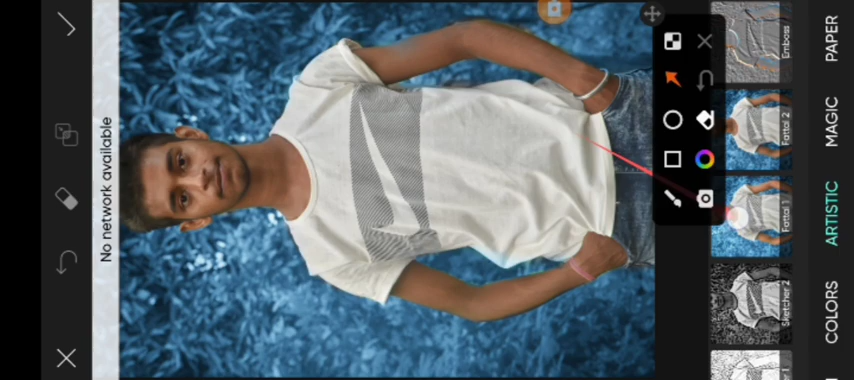 No network available
Emboss
Fattal 2
Fattal 1
Sketcher 2
PAPER
MAGIC
ARTISTIC
COLORS